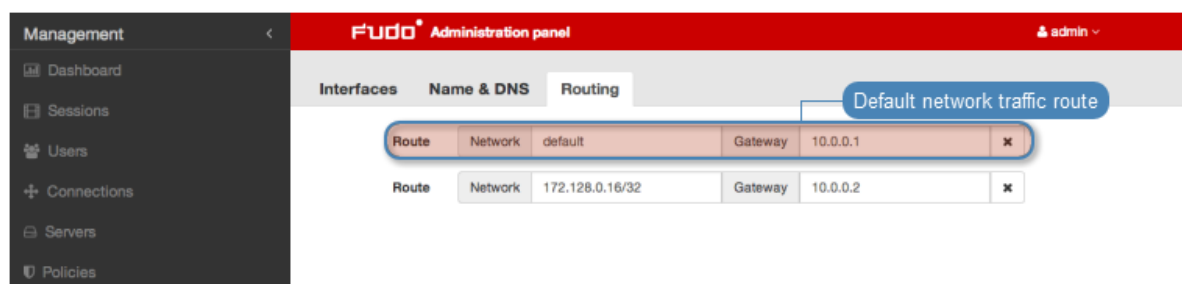 Management
FUDO Administration panel
admin
Dashboard
Interfaces Name & DNS Routing
Default network traffic route
Sessions
Route Network default Gateway 10.0.0.1
Users
Route Network 172.128.0.16/32 Gateway 10.0.0.2
Connections
Servers
Policies